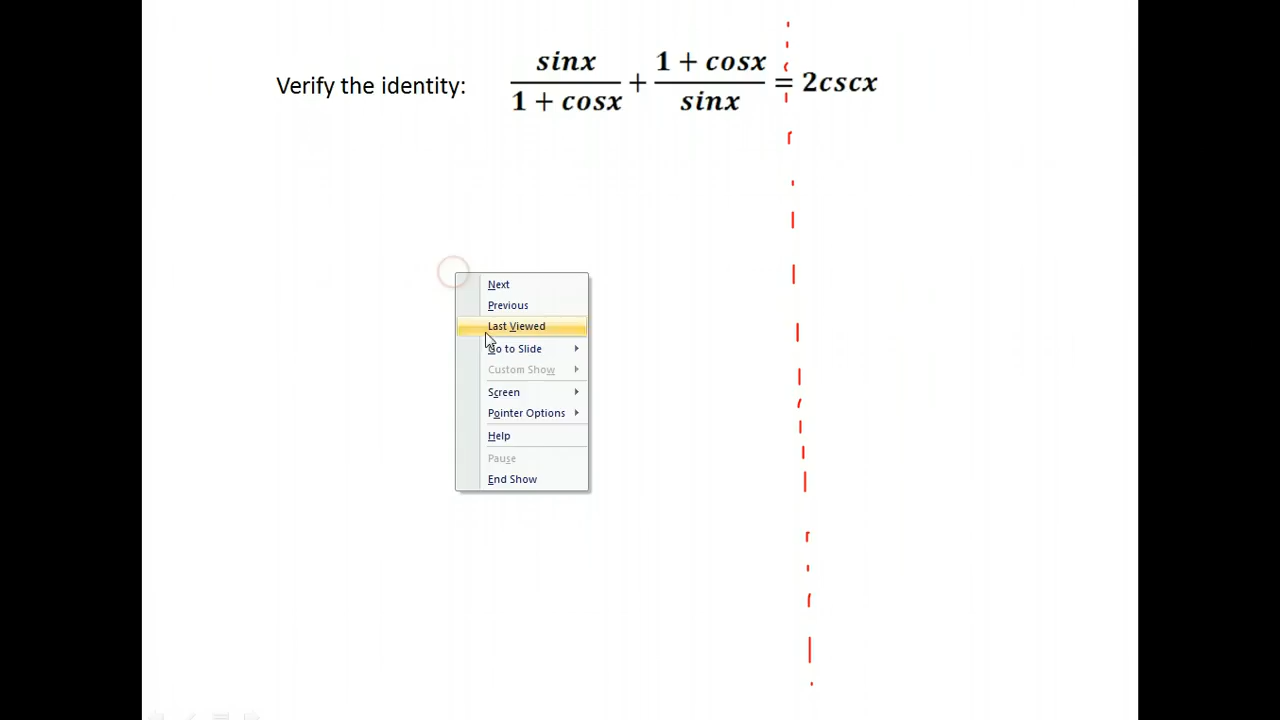 Verify the identity: sinx/(1 + cosx) + (1 + cosx)/sinx = 2cscx
Next
Previous
Last Viewed
Go to Slide
Custom Show
Screen
Pointer Options
Help
Pause
End Show